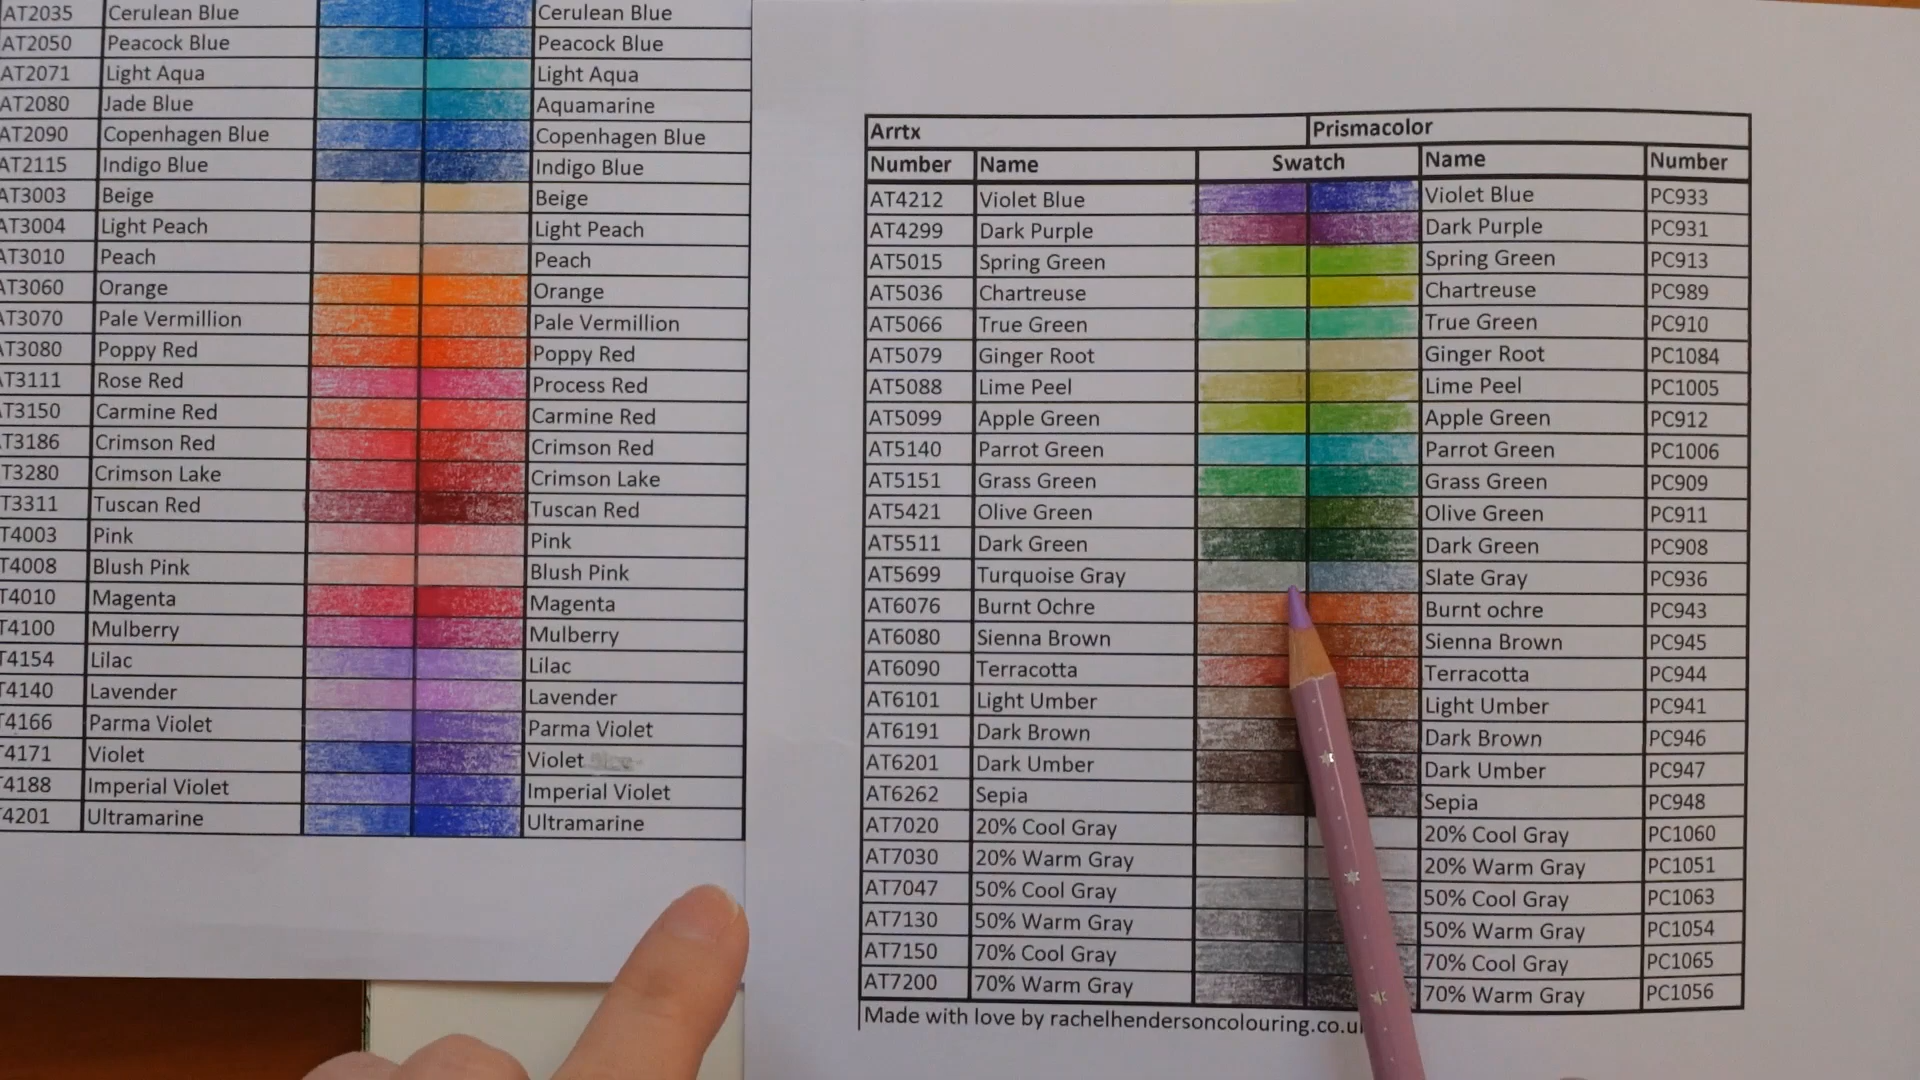 AT2035 Cerulean Blue Cerulean Blue
AT2050 Peacock Blue Peacock Blue
AT2071 Light Aqua Light Aqua
AT2080 Jade Blue Aquamarine
AT2090 Copenhagen Blue Copenhagen Blue
AT2115 Indigo Blue Indigo Blue
AT3003 Beige Beige
AT3004 Light Peach Light Peach
AT3010 Peach Peach
AT3060 Orange Orange
AT3070 Pale Vermillion Pale Vermillion
AT3080 Poppy Red Poppy Red
T3111 Rose Red Process Red
T3150 Carmine Red Carmine Red
T3186 Crimson Red Crimson Red
T3280 Crimson Lake Crimson Lake
T3311 Tuscan Red Tuscan Red
T4003 Pink Pink
T4008 Blush Pink Blush Pink
T4010 Magenta Magenta
T4100 Mulberry Mulberry
T4154 Lilac Lilac
T4140 Lavender Lavender
T4166 Parma Violet Parma Violet
T4171 Violet Violet
T4188 Imperial Violet Imperial Violet
4201 Ultramarine Ultramarine
Arrtx Prismacolor
Number Name Swatch Name Number
AT4212 Violet Blue Violet Blue PC933
AT4299 Dark Purple Dark Purple PC931
AT5015 Spring Green Spring Green PC913
AT5036 Chartreuse Chartreuse PC989
AT5066 True Green True Green PC910
AT5079 Ginger Root Ginger Root PC1084
AT5088 Lime Peel Lime Peel PC1005
AT5099 Apple Green Apple Green PC912
AT5140 Parrot Green Parrot Green PC1006
AT5151 Grass Green Grass Green PC909
AT5421 Olive Green Olive Green PC911
AT5511 Dark Green Dark Green PC908
AT5699 Turquoise Gray Slate Gray PC936
AT6076 Burnt Ochre Burnt ochre PC943
AT6080 Sienna Brown Sienna Brown PC945
AT6090 Terracotta Terracotta PC944
AT6101 Light Umber Light Umber PC941
AT6191 Dark Brown Dark Brown PC946
AT6201 Dark Umber Dark Umber PC947
AT6262 Sepia Sepia PC948
AT7020 20% Cool Gray 20% Cool Gray PC1060
AT7030 20% Warm Gray 20% Warm Gray PC1051
AT7047 50% Cool Gray 50% Cool Gray PC1063
AT7130 50% Warm Gray 50% Warm Gray PC1054
AT7150 70% Cool Gray 70% Cool Gray PC1065
AT7200 70% Warm Gray 70% Warm Gray PC1056
Made with love by rachelhendersoncolouring.co.u